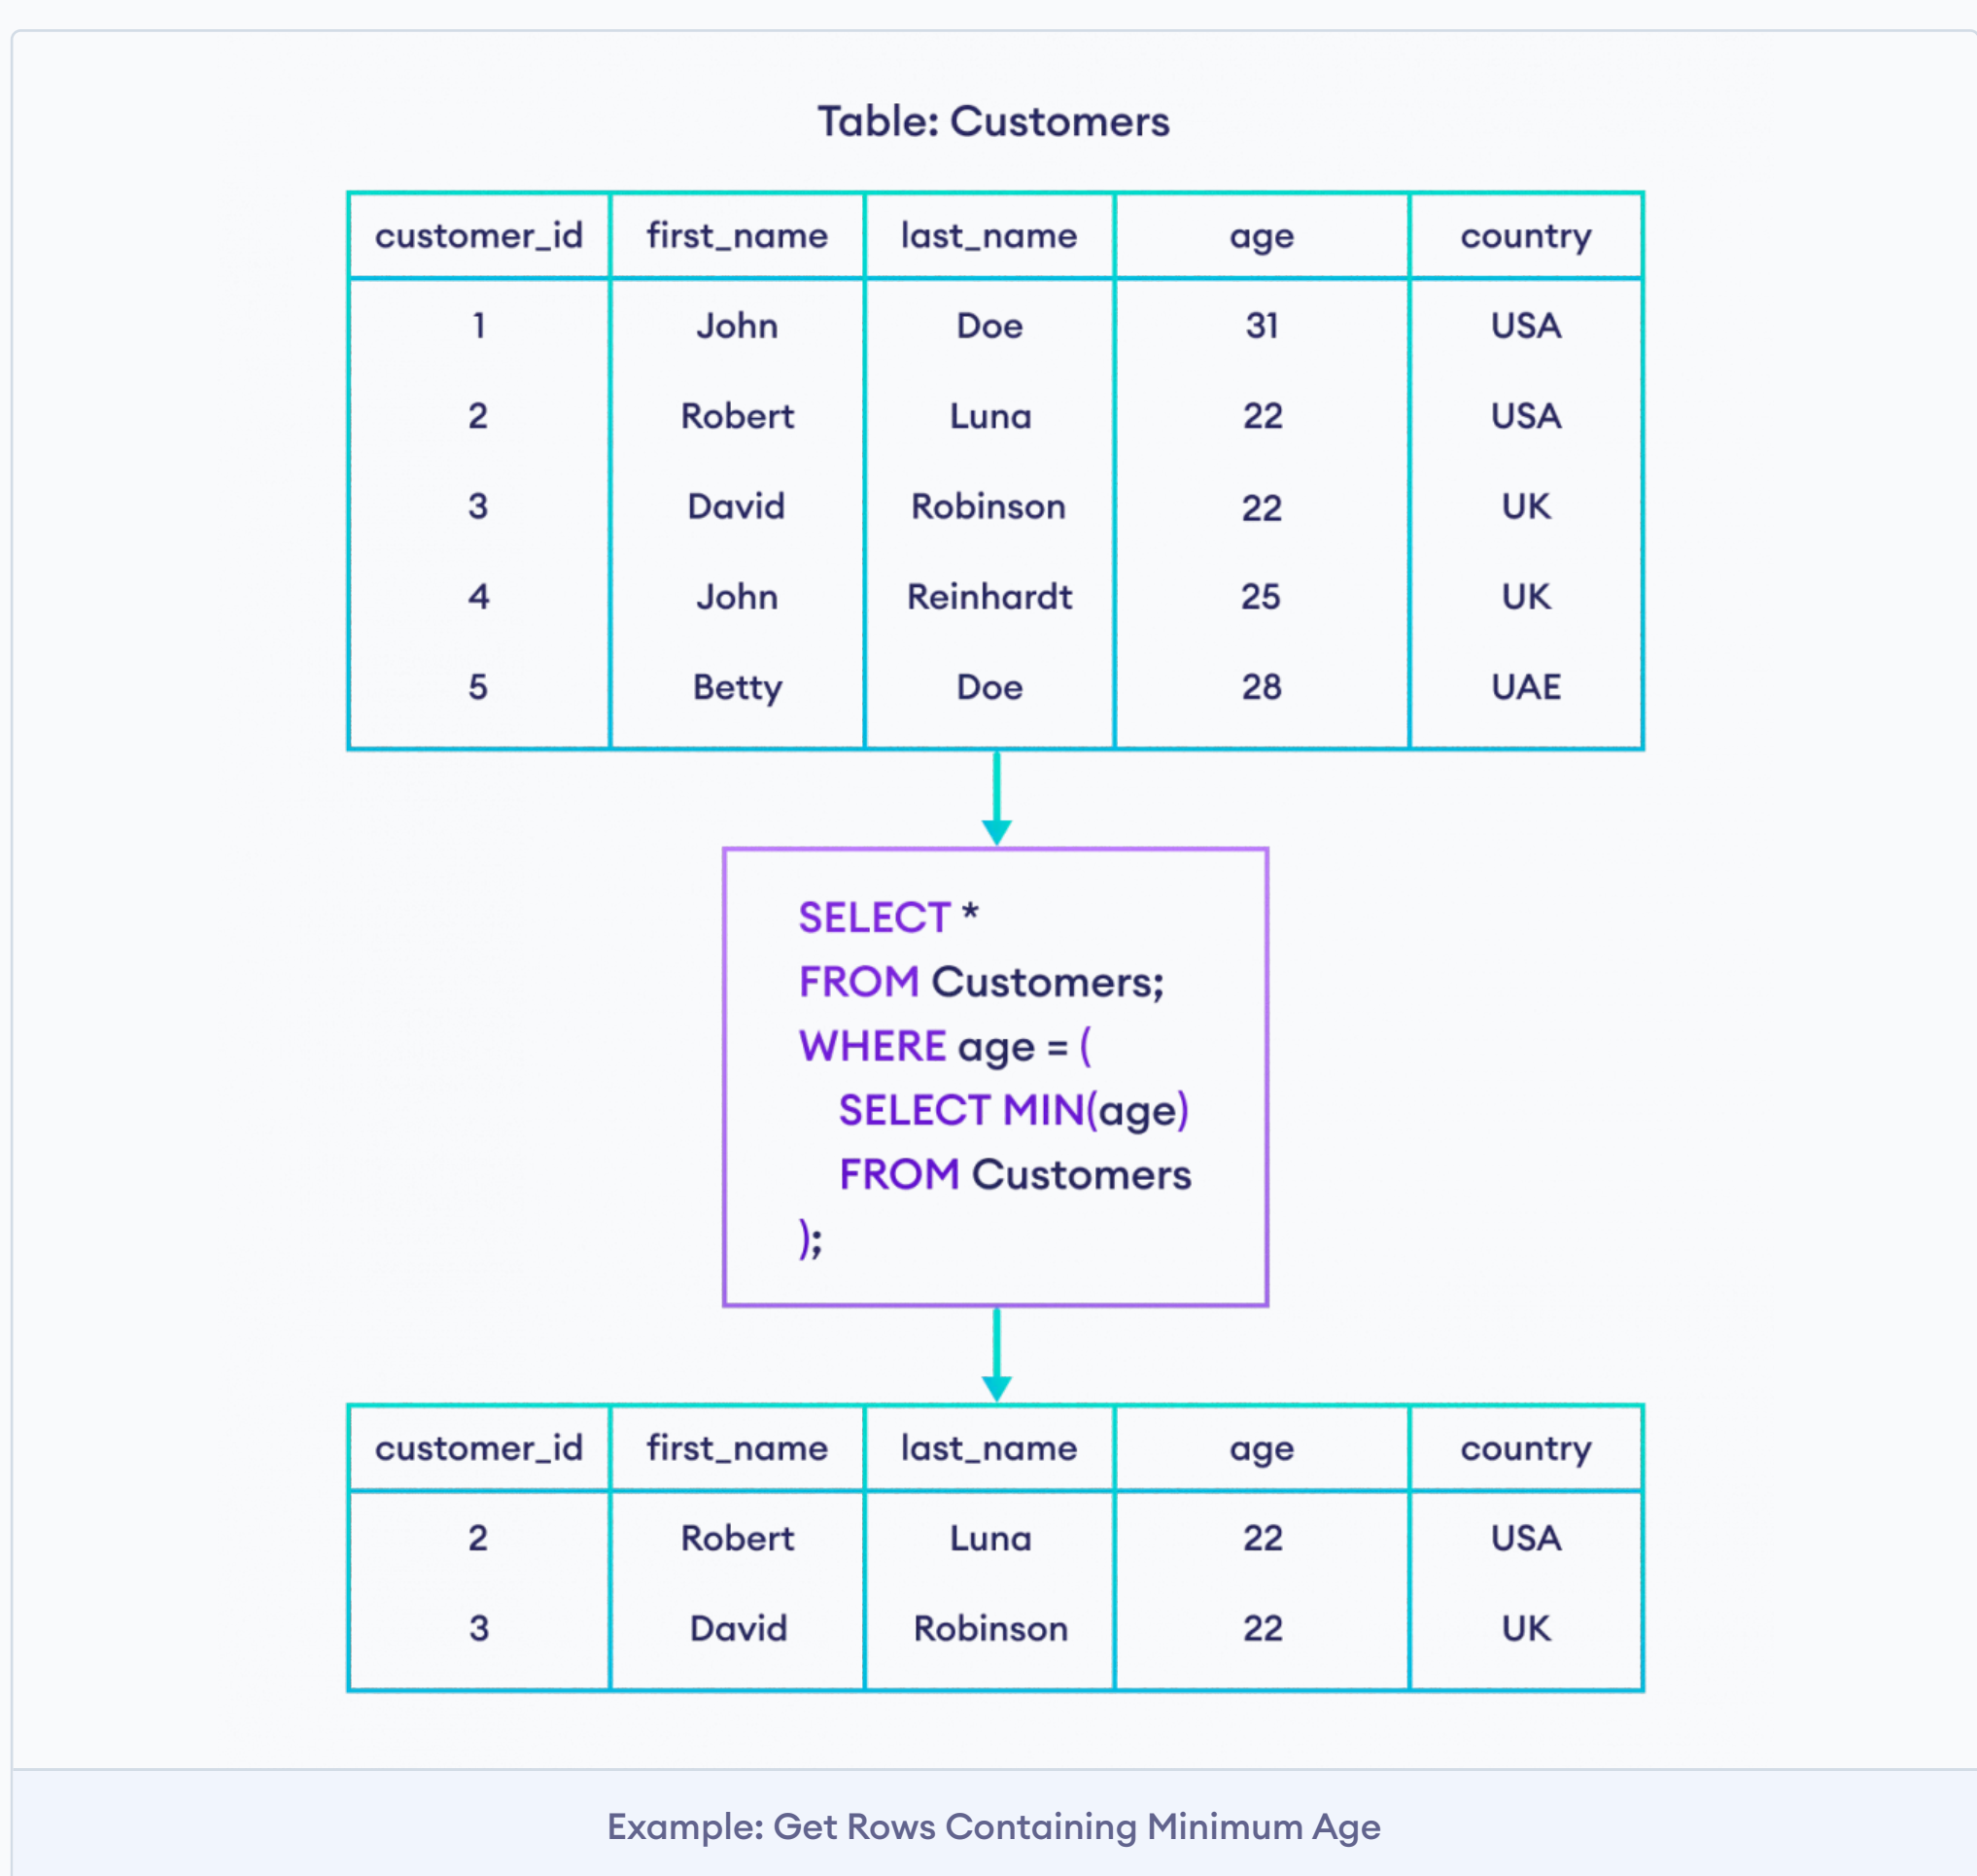 Table: Customers
customer_id first_name last_name age country
1 John Doe 31 USA
2 Robert Luna 22 USA
3 David Robinson 22 UK
4 John Reinhardt 25 UK
5 Betty Doe 28 UAE
SELECT *
FROM Customers;
WHERE age = (
SELECT MIN(age)
FROM Customers
);
customer_id first_name last_name age country
2 Robert Luna 22 USA
3 David Robinson 22 UK
Example: Get Rows Containing Minimum Age